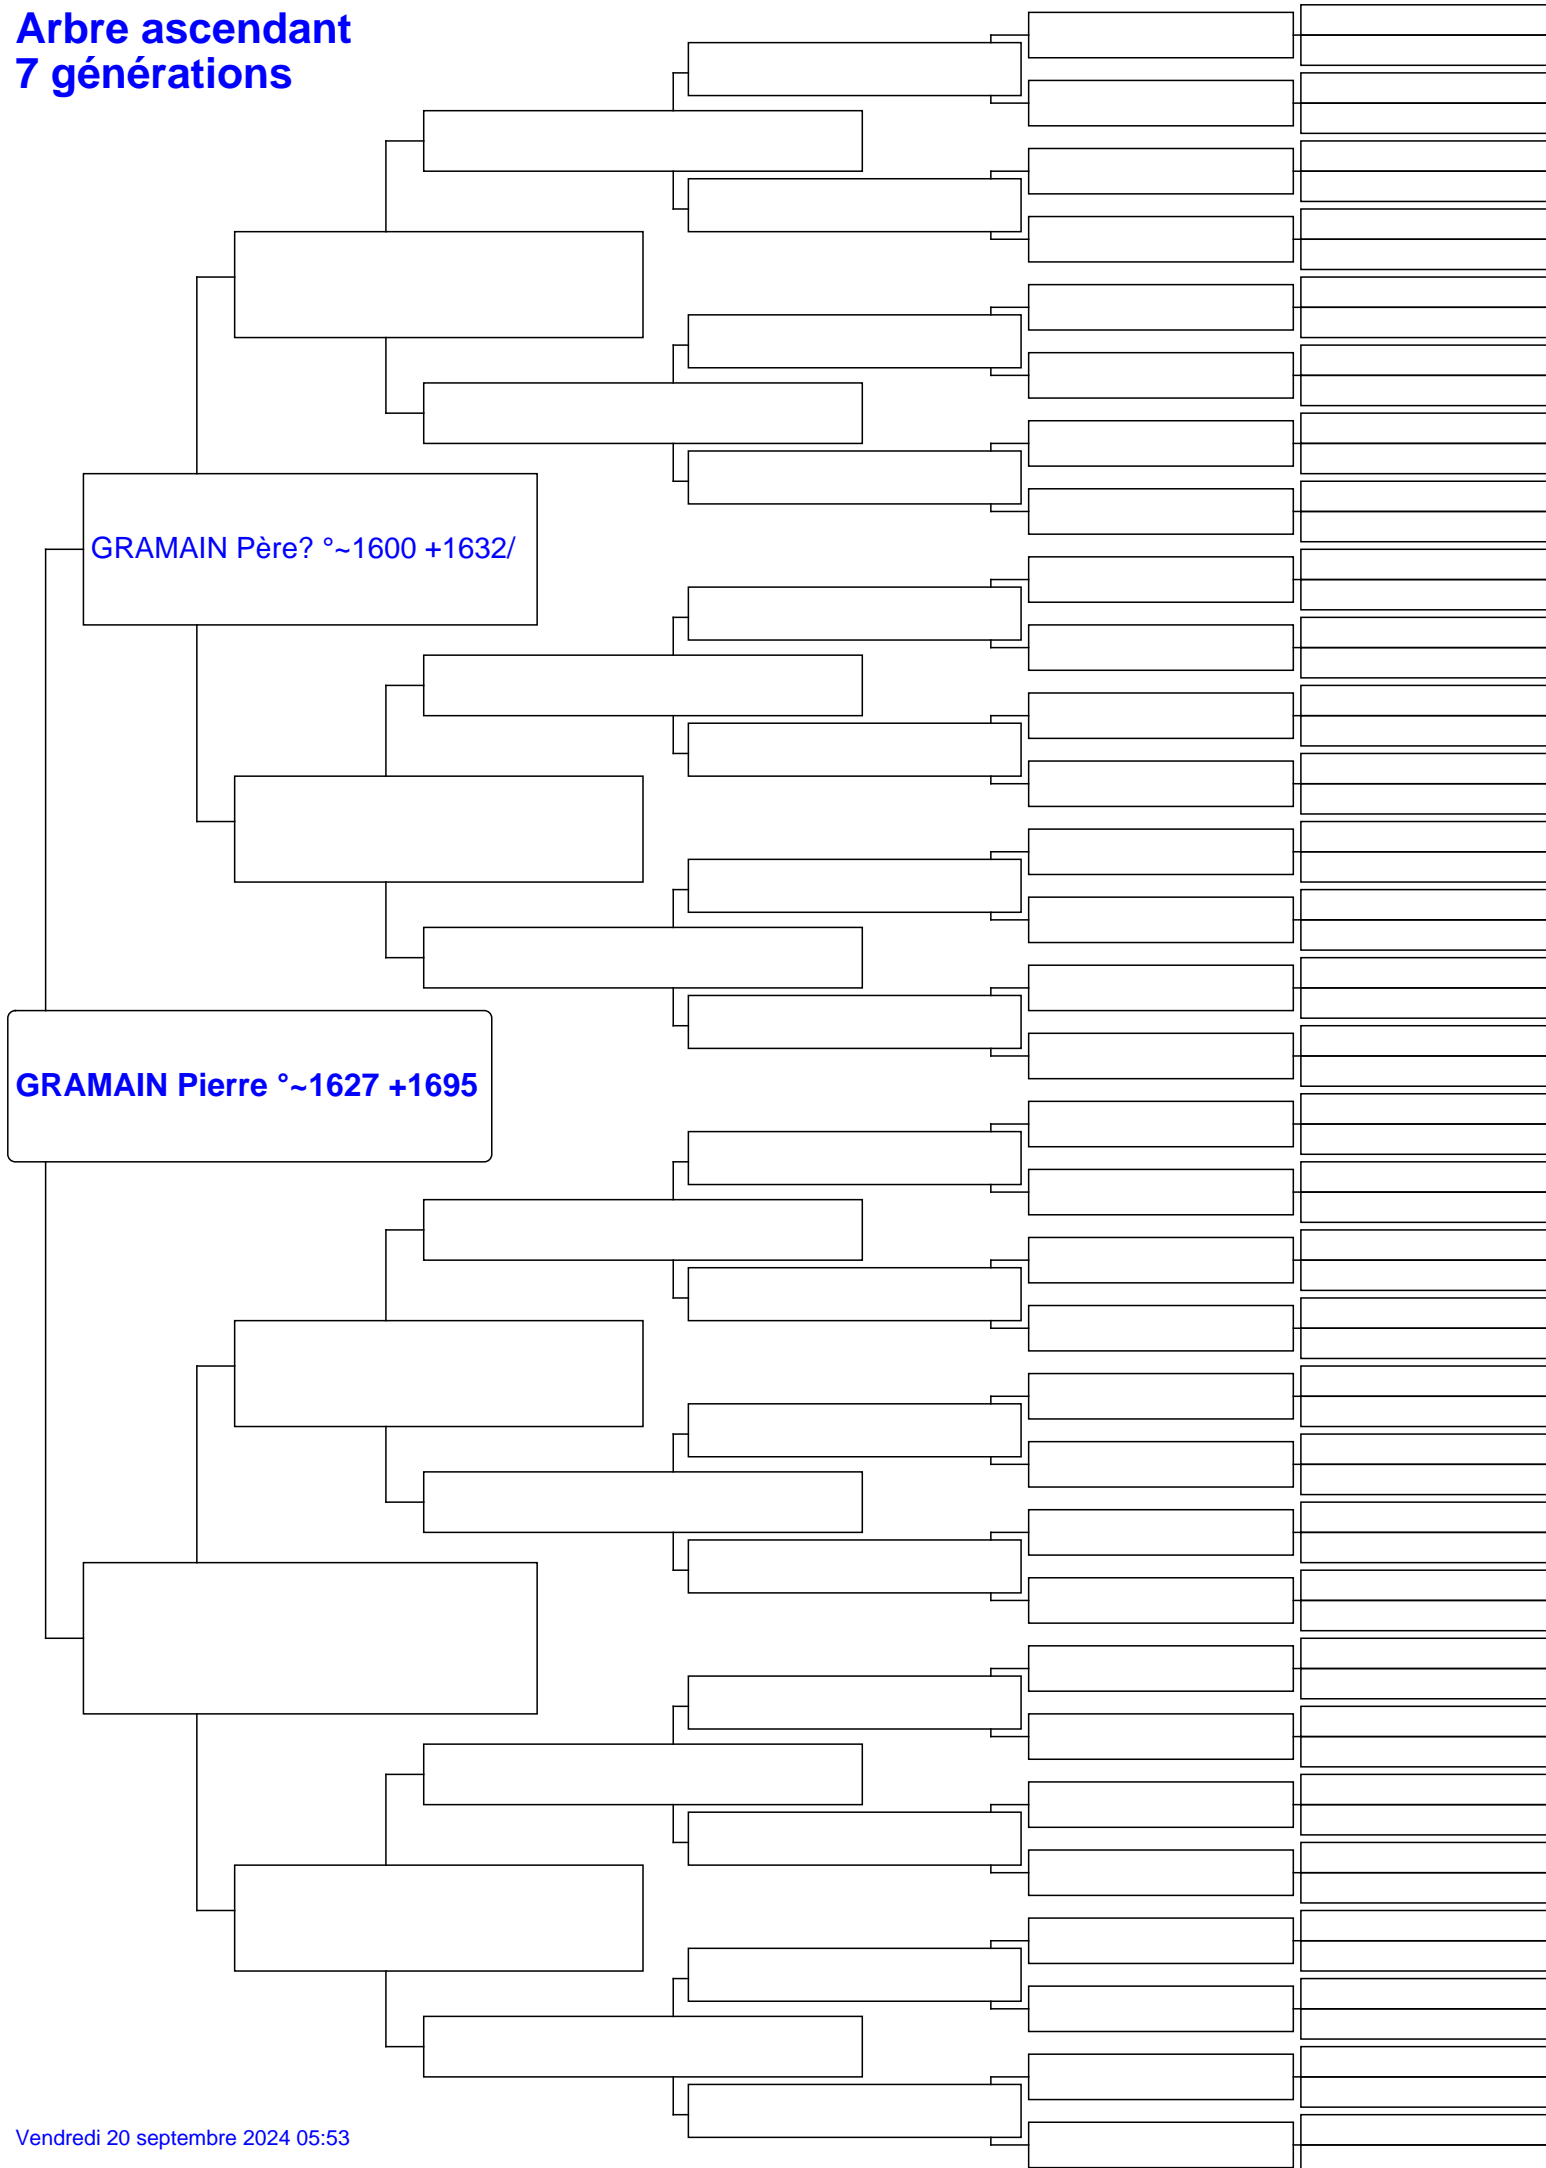 Arbre ascendant
7 générations
GRAMAIN Père? °~1600 +1632/
GRAMAIN Pierre °~1627 +1695
Vendredi 20 septembre 2024 05:53